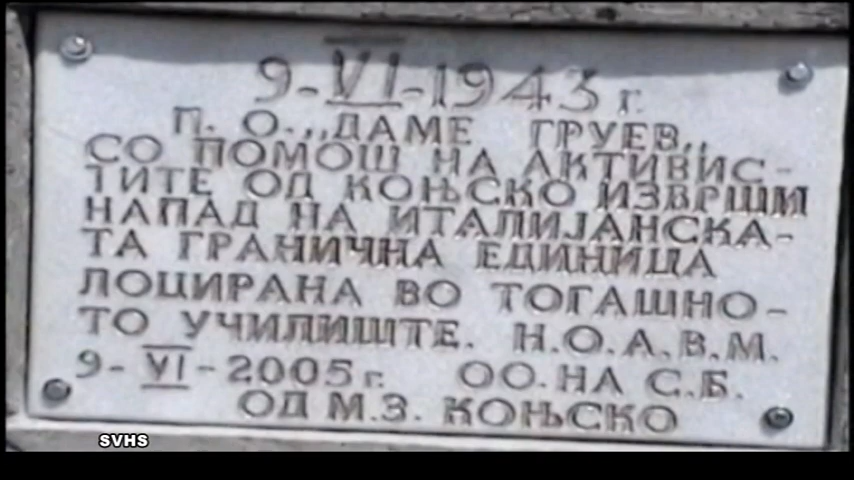 9-VI-1943 г.
П. О. „ДАМЕ ГРУЕВ„
СО ПОМОШ НА АКТИВИС-
ТИТЕ ОД КОЊСКО ИЗВРШИ
НАПАД НА ИТАЛИЈАНСКА-
ТА ГРАНИЧНА ЕДИНИЦА
ЛОЦИРАНА ВО ТОГАШНО-
ТО УЧИЛИШТЕ. Н.О.А.В.М.
9-VI-2005 г. ОО.НА С.Б.
ОД М.З. КОЊСКО
SVHS